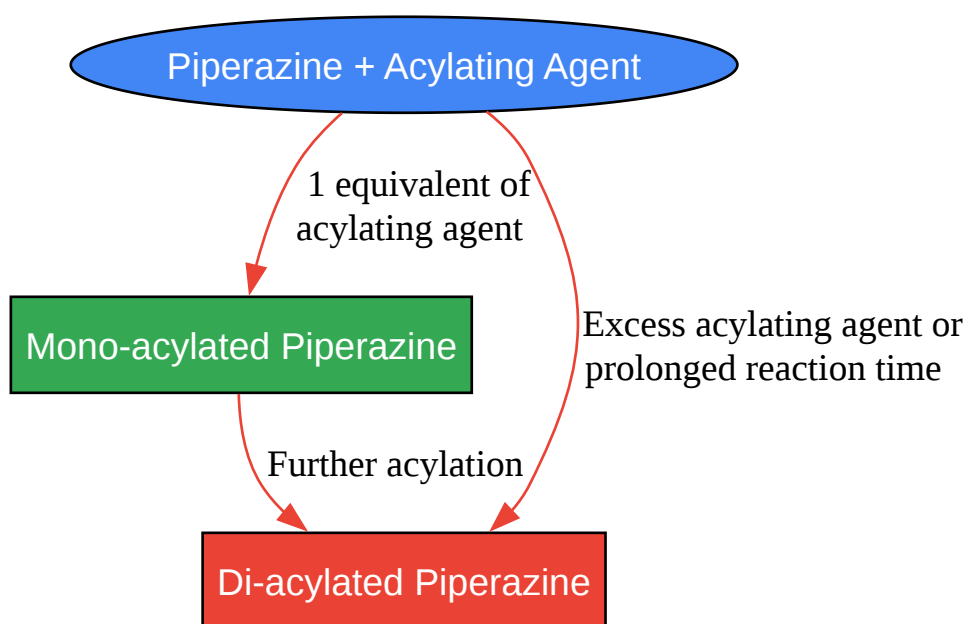 Piperazine + Acylating Agent
1 equivalent of
acylating agent
Mono-acylated Piperazine
Excess acylating agent or
prolonged reaction time
Further acylation
Di-acylated Piperazine